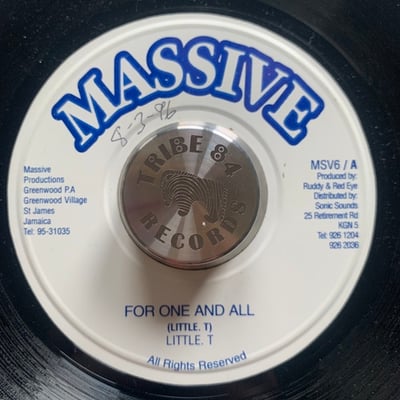 MASSIVE
8-3-86
TRIBE 84
RECORDS
Massive
Productions
Greenwood P.A
Greenwood Village
St James
Jamaica
Tel: 95-31035
MSV6 / A
Produced by:
Ruddy & Red Eye
Distributed by:
Sonic Sounds
25 Retirement Rd
KGN 5
Tel: 926 1204
926 2036
FOR ONE AND ALL
(LITTLE. T)
LITTLE. T
All Rights Reserved